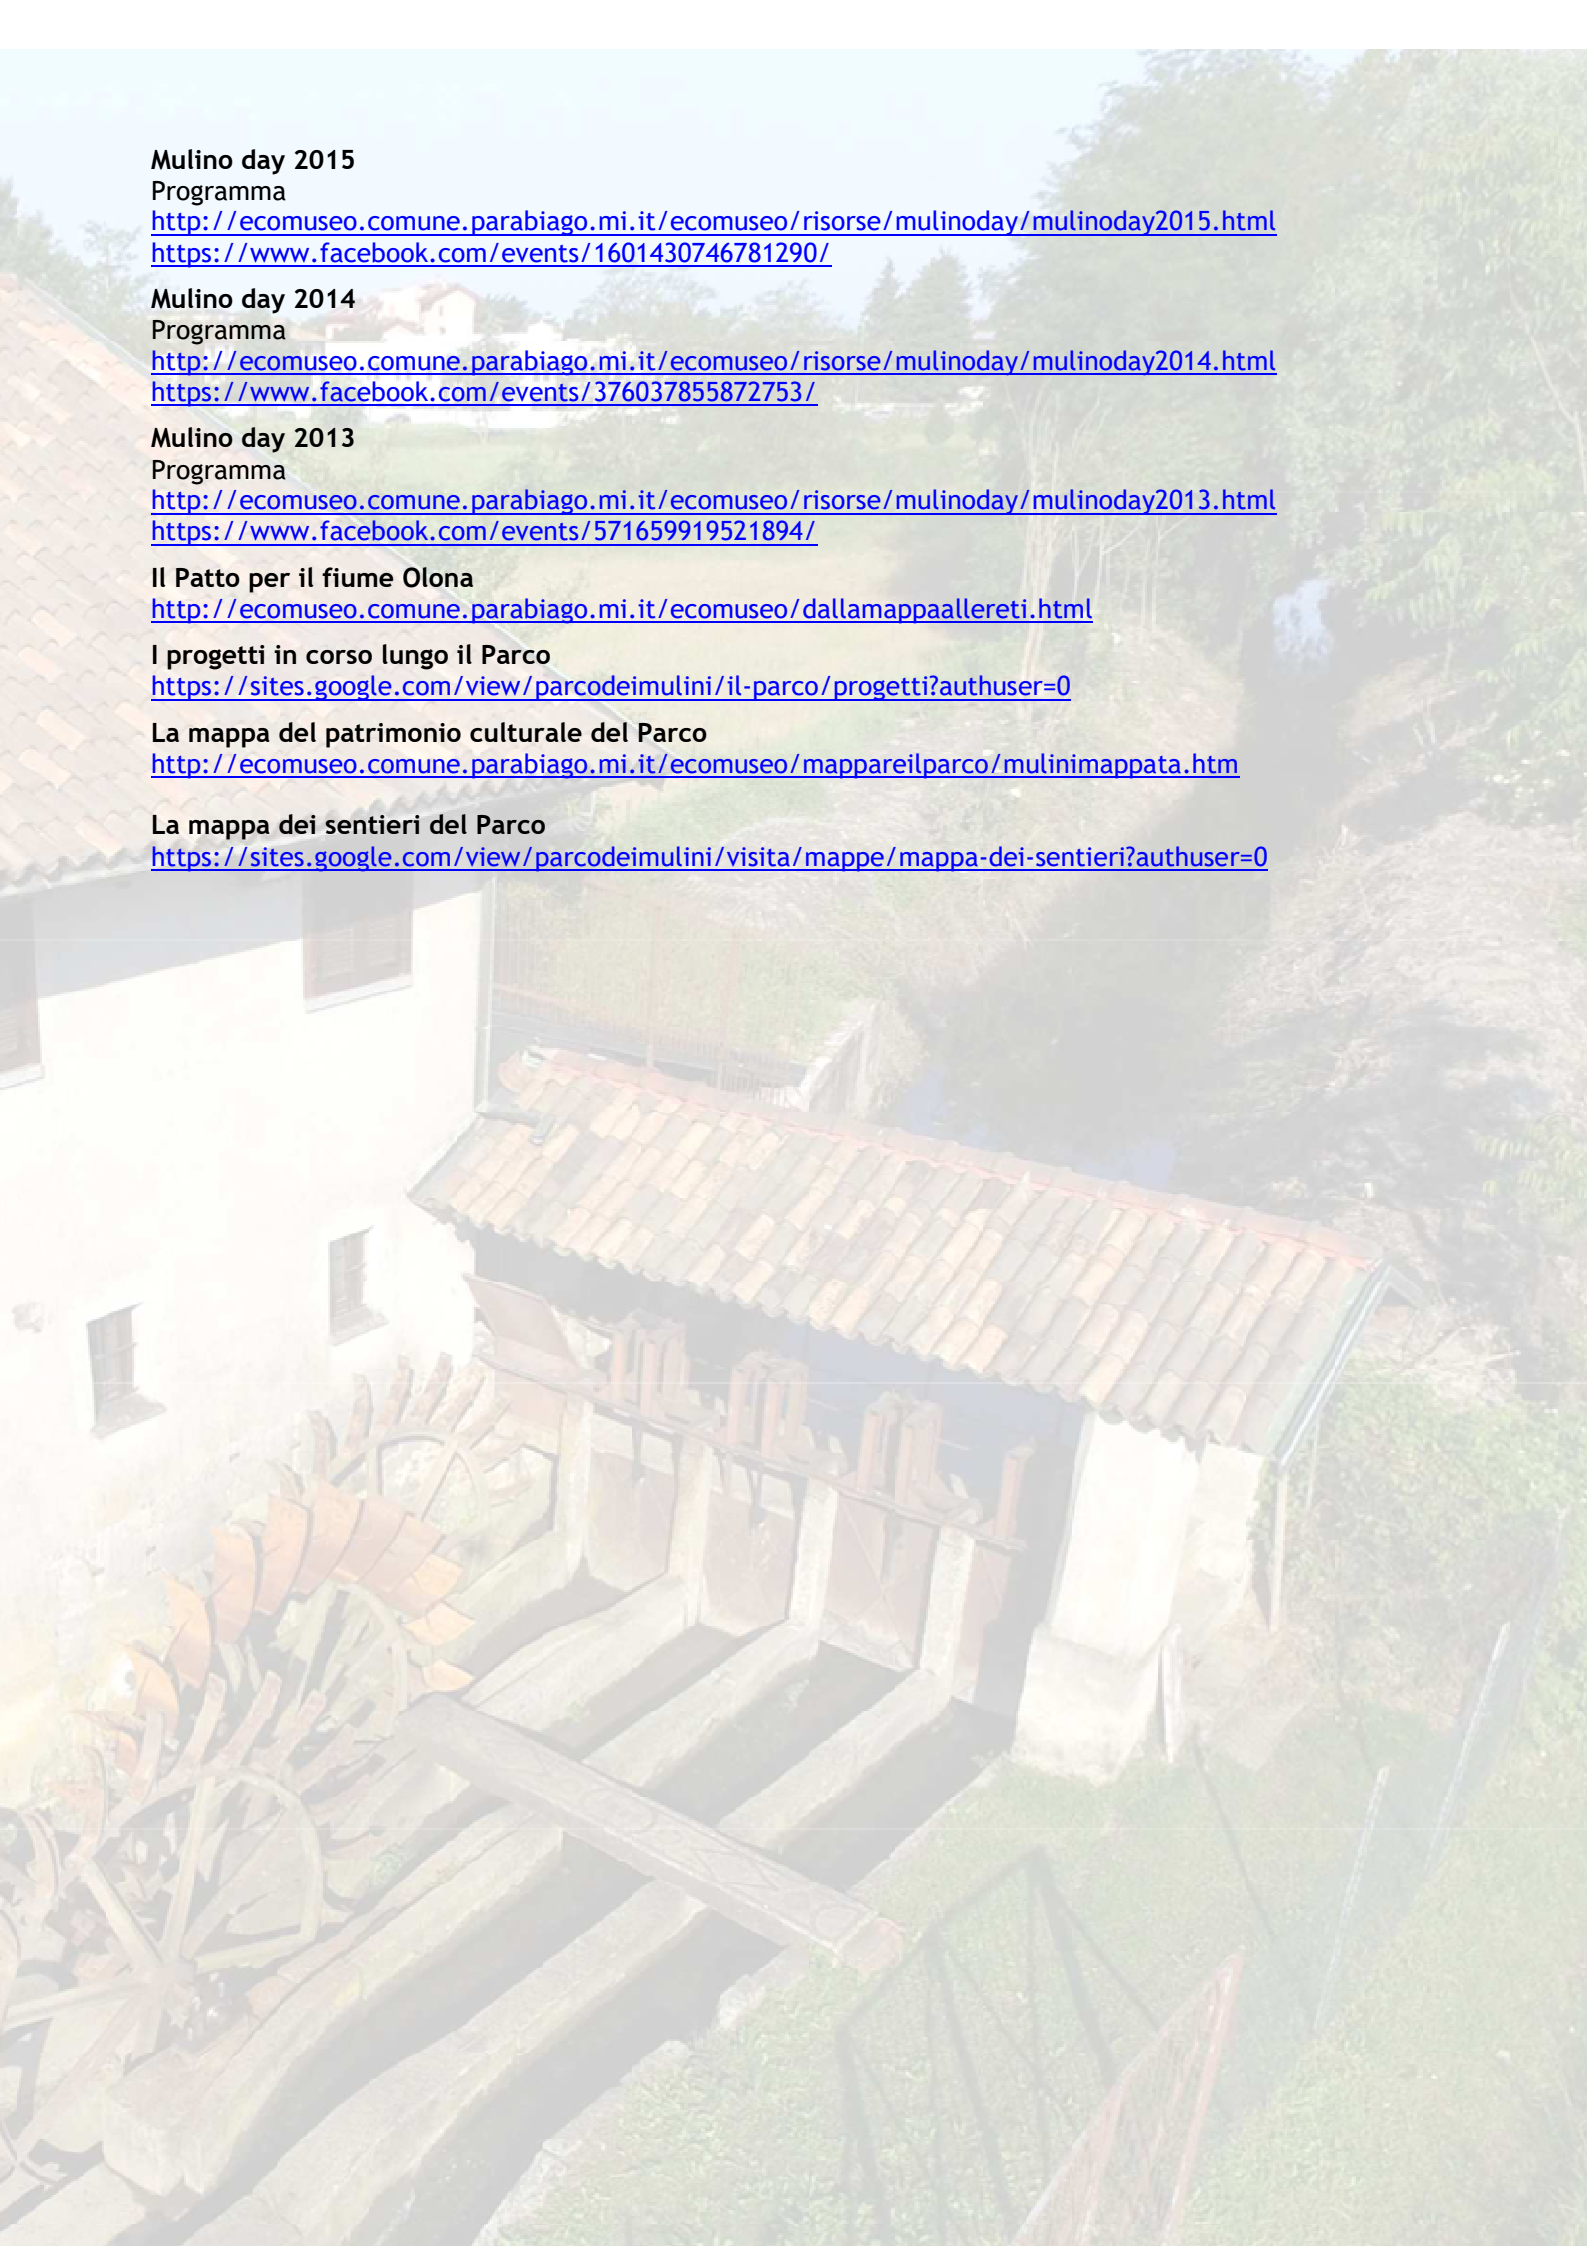 Mulino day 2015
Programma
http://ecomuseo.comune.parabiago.mi.it/ecomuseo/risorse/mulinoday/mulinoday2015.html
https://www.facebook.com/events/1601430746781290/
Mulino day 2014
Programma
http://ecomuseo.comune.parabiago.mi.it/ecomuseo/risorse/mulinoday/mulinoday2014.html
https://www.facebook.com/events/376037855872753/
Mulino day 2013
Programma
http://ecomuseo.comune.parabiago.mi.it/ecomuseo/risorse/mulinoday/mulinoday2013.html
https://www.facebook.com/events/571659919521894/
Il Patto per il fiume Olona
http://ecomuseo.comune.parabiago.mi.it/ecomuseo/dallamappaallereti.html
I progetti in corso lungo il Parco
https://sites.google.com/view/parcodeimulini/il-parco/progetti?authuser=0
La mappa del patrimonio culturale del Parco
http://ecomuseo.comune.parabiago.mi.it/ecomuseo/mappareilparco/mulinimappata.htm
La mappa dei sentieri del Parco
https://sites.google.com/view/parcodeimulini/visita/mappe/mappa-dei-sentieri?authuser=0